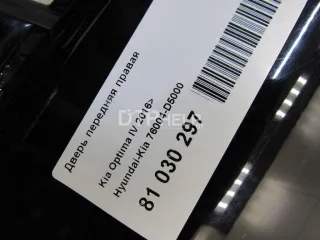 Дверь передняя правая
Kia Optima IV 2016>
Hyundai-Kia 76004-D5000
81 030 297